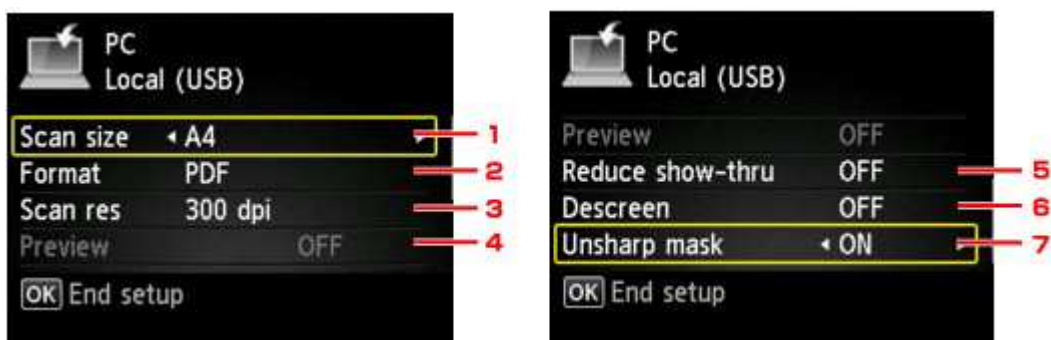 PC
Local (USB)
Scan size A4 1
Format PDF 2
Scan res 300 dpi 3
Preview OFF 4
OK End setup
PC
Local (USB)
Preview OFF
Reduce show-thru OFF 5
Descreen OFF 6
Unsharp mask ON 7
OK End setup